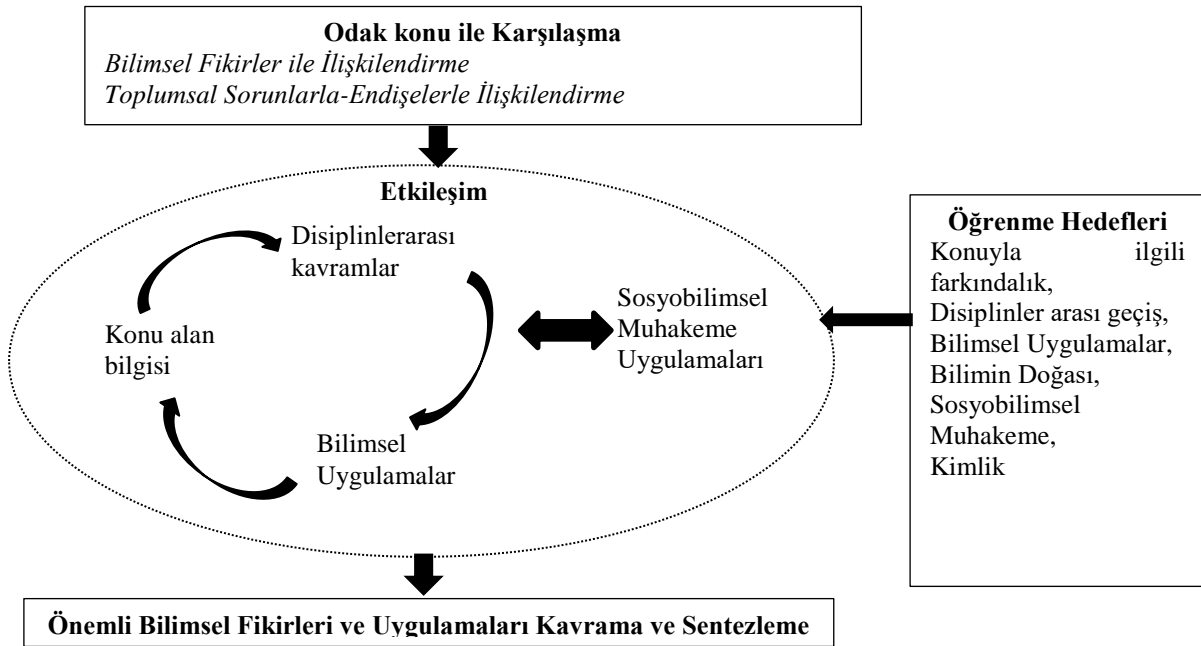 Odak konu ile Karşılaşma
Bilimsel Fikirler ile İlişkilendirme
Toplumsal Sorunlarla-Endişelerle İlişkilendirme
Etkileşim
Disiplinlerarası
kavramlar
Konu alan
bilgisi
Bilimsel
Uygulamalar
Sosyobilimsel
Muhakeme
Uygulamaları
Öğrenme Hedefleri
Konuyla ilgili
farkındalık,
Disiplinler arası geçiş,
Bilimsel Uygulamalar,
Bilimin Doğası,
Sosyobilimsel
Muhakeme,
Kimlik
Önemli Bilimsel Fikirleri ve Uygulamaları Kavrama ve Sentezleme